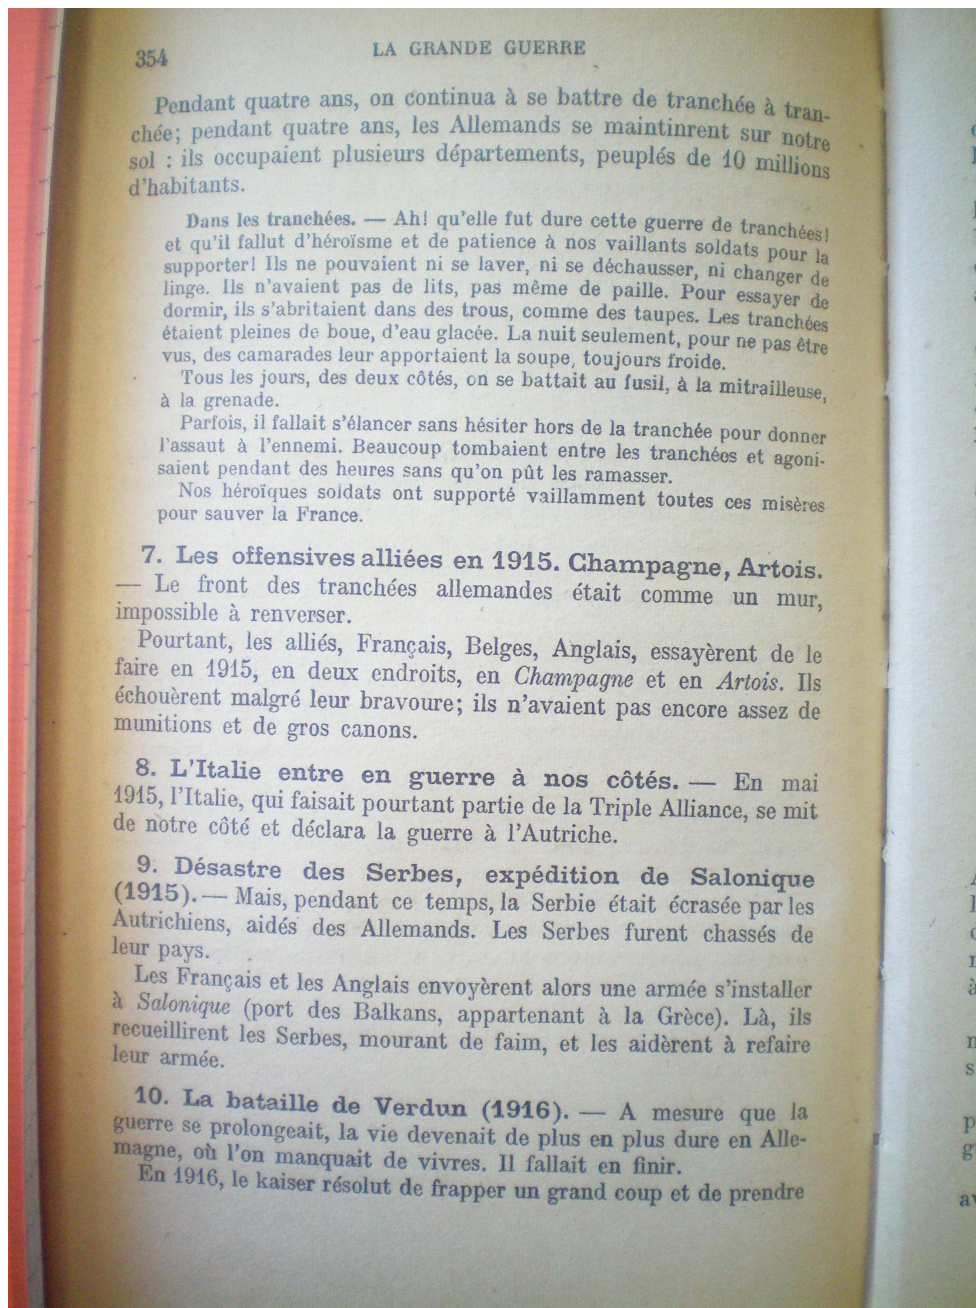 354
LA GRANDE GUERRE
Pendant quatre ans, on continua à se battre de tranchée à tran-
chée; pendant quatre ans, les Allemands se maintinrent sur notre
sol : ils occupaient plusieurs départements, peuplés de 10 millions
d'habitants.
Dans les tranchées. — Ah! qu'elle fut dure cette guerre de tranchées!
et qu'il fallut d'héroïsme et de patience à nos vaillants soldats pour la
supporter! Ils ne pouvaient ni se laver, ni se déchausser, ni changer de
linge. Ils n'avaient pas de lits, pas même de paille. Pour essayer de
dormir, ils s'abritaient dans des trous, comme des taupes. Les tranchées
étaient pleines de boue, d'eau glacée. La nuit seulement, pour ne pas être
vus, des camarades leur apportaient la soupe, toujours froide.
Tous les jours, des deux côtés, on se battait au fusil, à la mitrailleuse,
à la grenade.
Parfois, il fallait s'élancer sans hésiter hors de la tranchée pour donner
l'assaut à l'ennemi. Beaucoup tombaient entre les tranchées et agoni-
saient pendant des heures sans qu'on pût les ramasser.
Nos héroïques soldats ont supporté vaillamment toutes ces misères
pour sauver la France.
7. Les offensives alliées en 1915. Champagne, Artois.
— Le front des tranchées allemandes était comme un mur,
impossible à renverser.
Pourtant, les alliés, Français, Belges, Anglais, essayèrent de le
faire en 1915, en deux endroits, en Champagne et en Artois. Ils
échouèrent malgré leur bravoure; ils n'avaient pas encore assez de
munitions et de gros canons.
8. L'Italie entre en guerre à nos côtés. — En mai
1915, l'Italie, qui faisait pourtant partie de la Triple Alliance, se mit
de notre côté et déclara la guerre à l'Autriche.
9. Désastre des Serbes, expédition de Salonique
(1915). — Mais, pendant ce temps, la Serbie était écrasée par les
Autrichiens, aidés des Allemands. Les Serbes furent chassés de
leur pays.
Les Français et les Anglais envoyèrent alors une armée s'installer
à Salonique (port des Balkans, appartenant à la Grèce). Là, ils
recueillirent les Serbes, mourant de faim, et les aidèrent à refaire
leur armée.
10. La bataille de Verdun (1916). — A mesure que la
guerre se prolongeait, la vie devenait de plus en plus dure en Alle-
magne, où l'on manquait de vivres. Il fallait en finir.
En 1916, le kaiser résolut de frapper un grand coup et de prendre